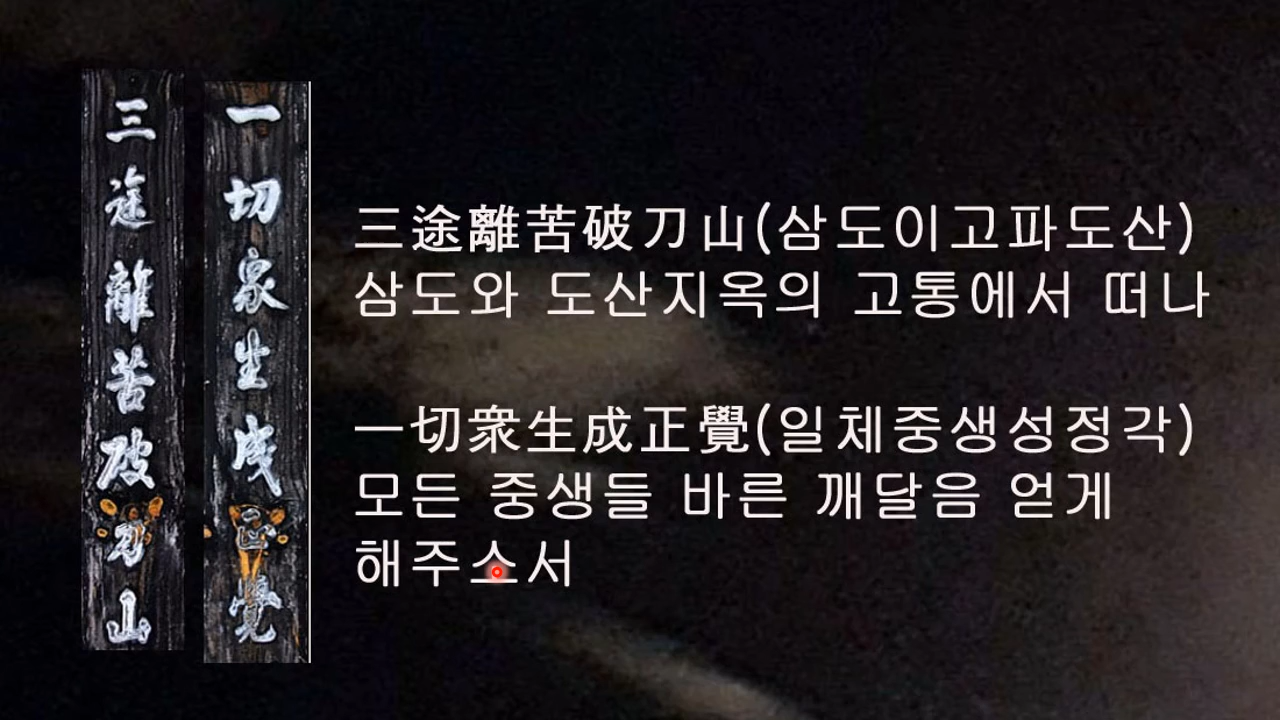 三途離苦破刀山
一切衆生成正覺
三途離苦破刀山(삼도이고파도산)
삼도와 도산지옥의 고통에서 떠나
一切衆生成正覺(일체중생성정각)
모든 중생들 바른 깨달음 얻게
해주소서